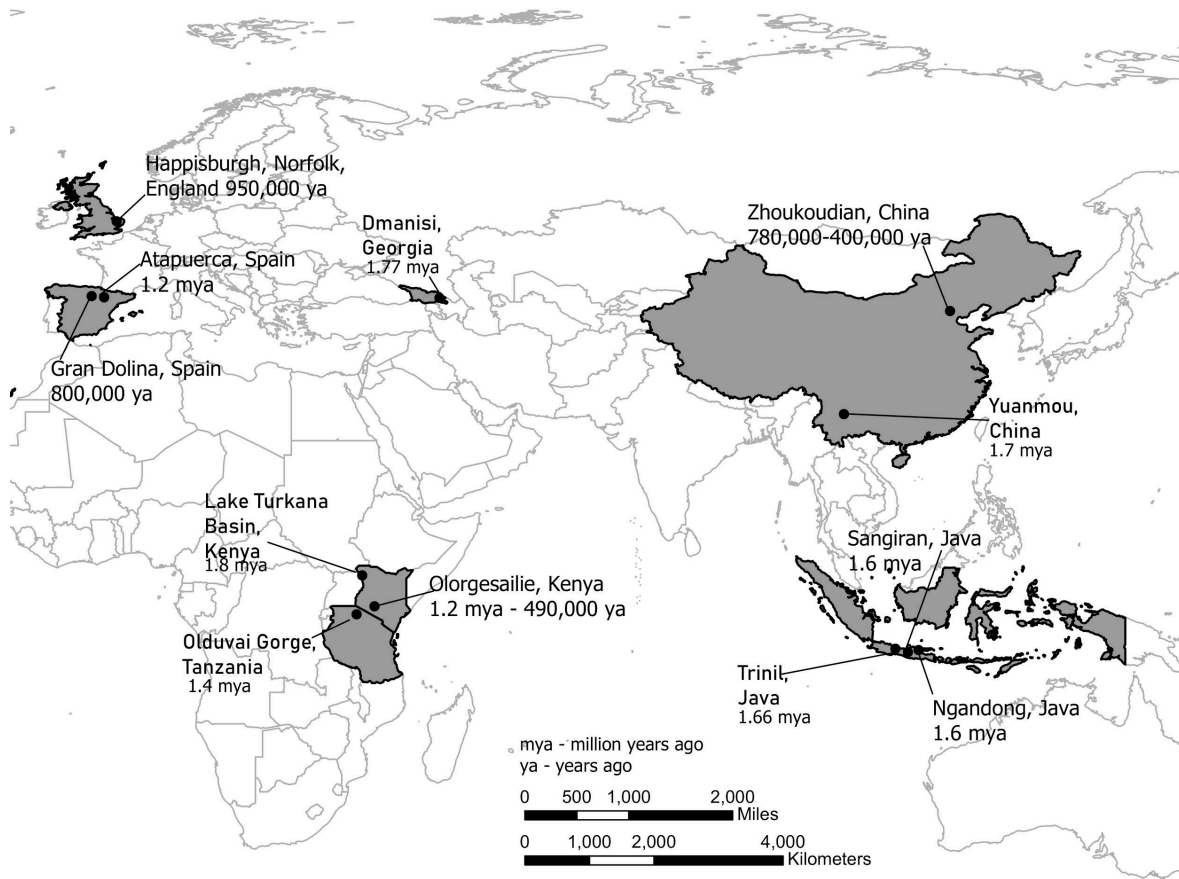 Happisburgh, Norfolk,
England 950,000 ya
Dmanisi,
Georgia
1.77 mya
Zhoukoudian, China
780,000-400,000 ya
Atapuerca, Spain
1.2 mya
Gran Dolina, Spain
800,000 ya
Yuanmou,
China
1.7 mya
Lake Turkana
Basin,
Kenya
1.8 mya
Olorgesailie, Kenya
1.2 mya - 490,000 ya
Olduvai Gorge,
Tanzania
1.4 mya
Sangiran, Java
1.6 mya
Trinil,
Java
1.66 mya
Ngandong, Java
1.6 mya
mya - million years ago
ya - years ago
0 500 1,000 2,000
Miles
0 1,000 2,000 4,000
Kilometers